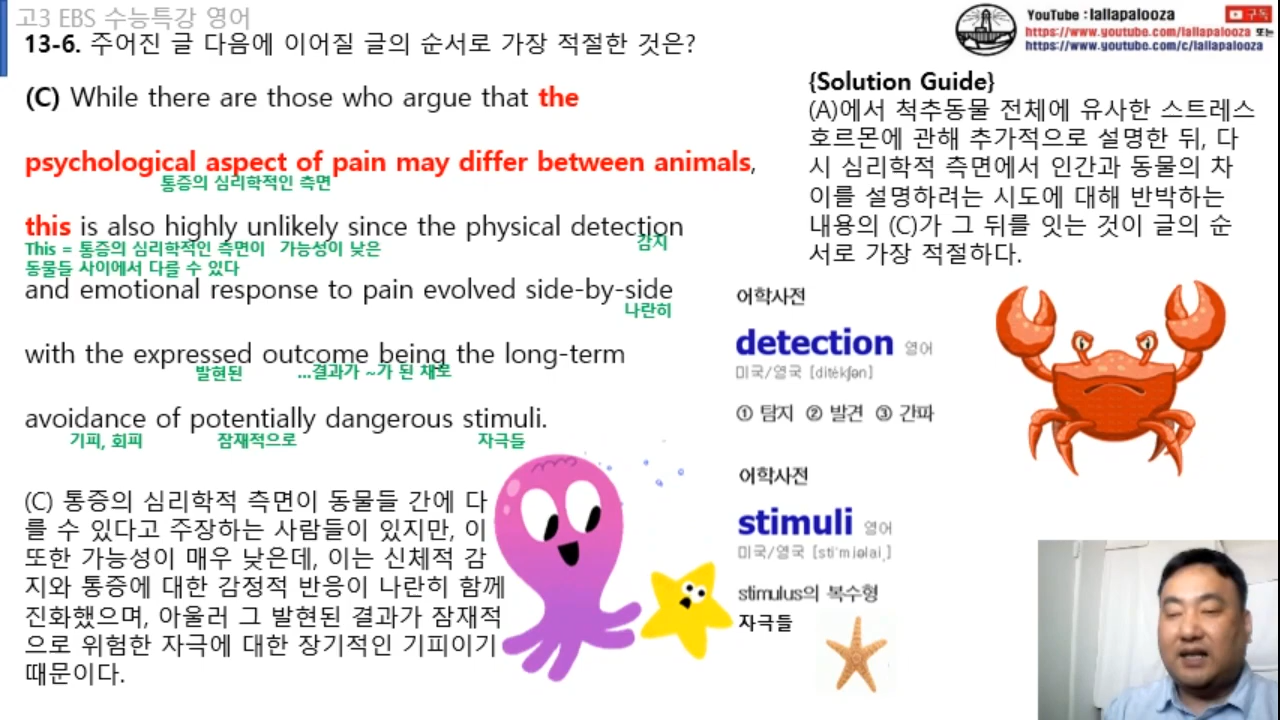 고3 EBS 수능특강 영어
13-6. 주어진 글 다음에 이어질 글의 순서로 가장 적절한 것은?
(C) While there are those who argue that the
psychological aspect of pain may differ between animals,
통증의 심리학적인 측면
this is also highly unlikely since the physical detection
This = 통증의 심리학적인 측면이 가능성이 낮은 감지
동물들 사이에서 다를 수 있다
and emotional response to pain evolved side-by-side
나란히
with the expressed outcome being the long-term
발현된 ...결과가 ~가 된 채로
avoidance of potentially dangerous stimuli.
기피, 회피 잠재적으로 자극들
(C) 통증의 심리학적 측면이 동물들 간에 다
를 수 있다고 주장하는 사람들이 있지만, 이
또한 가능성이 매우 낮은데, 이는 신체적 감
지와 통증에 대한 감정적 반응이 나란히 함께
진화했으며, 아울러 그 발현된 결과가 잠재적
으로 위험한 자극에 대한 장기적인 기피이기
때문이다.
YouTube : lallapalooza
구독
https://www.youtube.com/lallapalooza 또는
https://www.youtube.com/c/lallapalooza
{Solution Guide}
(A)에서 척추동물 전체에 유사한 스트레스
호르몬에 관해 추가적으로 설명한 뒤, 다
시 심리학적 측면에서 인간과 동물의 차
이를 설명하려는 시도에 대해 반박하는
내용의 (C)가 그 뒤를 잇는 것이 글의 순
서로 가장 적절하다.
어학사전
detection 영어
미국/영국 [ditékʃən]
① 탐지 ② 발견 ③ 간파
어학사전
stimuli 영어
미국/영국 [stiˈmjəlaiˌ]
stimulus의 복수형
자극들